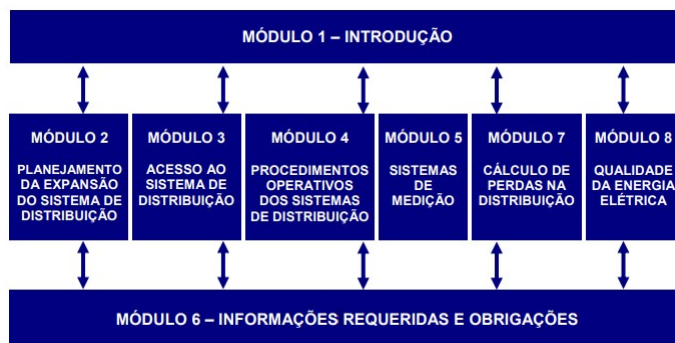 MÓDULO 1 – INTRODUÇÃO
MÓDULO 2
PLANEJAMENTO
DA EXPANSÃO
DO SISTEMA DE
DISTRIBUIÇÃO
MÓDULO 3
ACESSO AO
SISTEMA DE
DISTRIBUIÇÃO
MÓDULO 4
PROCEDIMENTOS
OPERATIVOS
DOS SISTEMAS
DE DISTRIBUIÇÃO
MÓDULO 5
SISTEMAS
DE
MEDIÇÃO
MÓDULO 7
CÁLCULO DE
PERDAS NA
DISTRIBUIÇÃO
MÓDULO 8
QUALIDADE
DA ENERGIA
ELÉTRICA
MÓDULO 6 – INFORMAÇÕES REQUERIDAS E OBRIGAÇÕES